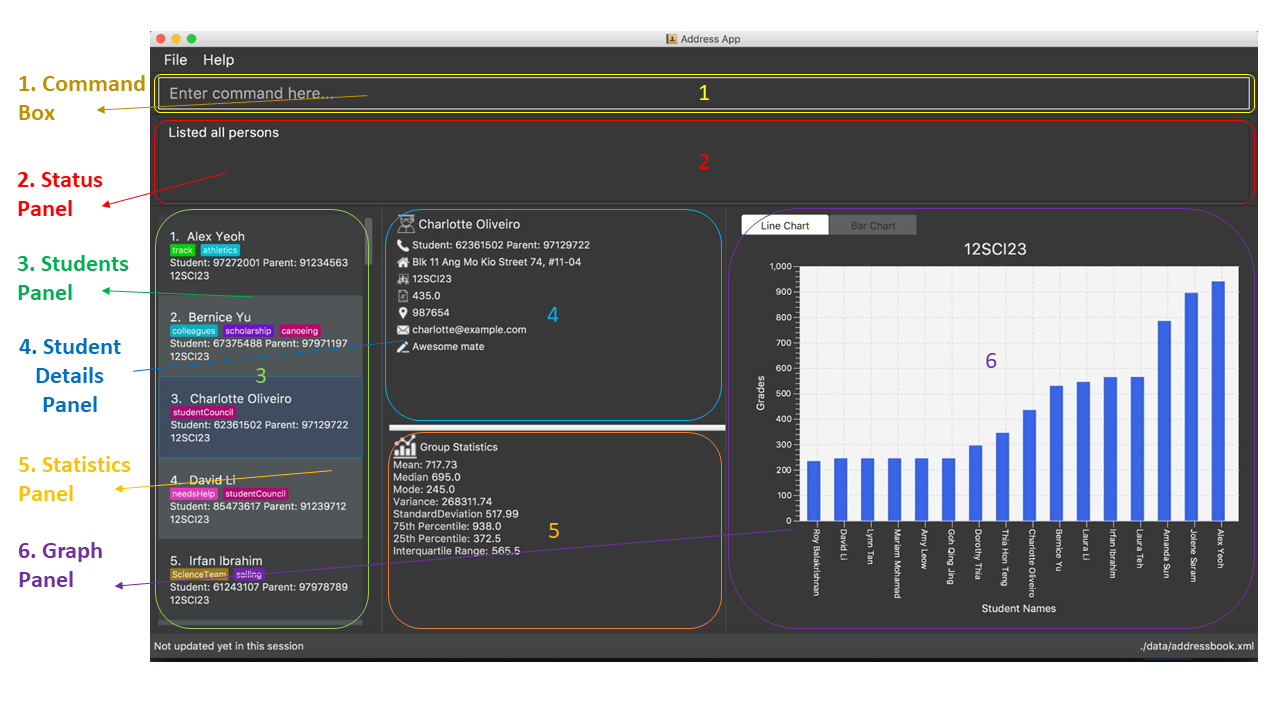 Address App
File Help
1. Command
Box
Enter command here...
1
2. Status
Panel
Listed all persons
2
3. Students
Panel
4. Student
Details
Panel
5. Statistics
Panel
6. Graph
Panel
1. Alex Yeoh
track athletics
Student: 97272001 Parent: 91234563
12SCI23
2. Bernice Yu
colleagues scholarship canoeing
Student: 67375488 Parent: 97971197
12SCI23
3
3. Charlotte Oliveiro
studentCouncil
Student: 62361502 Parent: 97129722
12SCI23
4. David Li
needsHelp studentCouncil
Student: 85473617 Parent: 91239712
12SCI23
5. Irfan Ibrahim
ScienceTeam sailing
Student: 61243107 Parent: 97978789
12SCI23
Charlotte Oliveiro
Student: 62361502 Parent: 97129722
Blk 11 Ang Mo Kio Street 74, #11-04
12SCI23
435.0
987654
charlotte@example.com
Awesome mate
4
Group Statistics
Mean: 717.73
Median 695.0
Mode: 245.0
Variance: 268311.74
StandardDeviation 517.99
75th Percentile: 938.0
25th Percentile: 372.5
Interquartile Range: 565.5
5
Line Chart Bar Chart
12SCI23
1,000
900
800
700
600
500
400
300
200
100
0
Grades
6
Roy Balakrishnan
David Li
Lynn Tan
Mariam Mohamad
Amy Leow
Goh Qing Jing
Dorothy Thia
Thia Hon Teng
Charlotte Oliveiro
Bernice Yu
Laura Li
Irfan Ibrahim
Laura Teh
Amanda Sun
Jolene Saram
Alex Yeoh
Student Names
Not updated yet in this session
./data/addressbook.xml